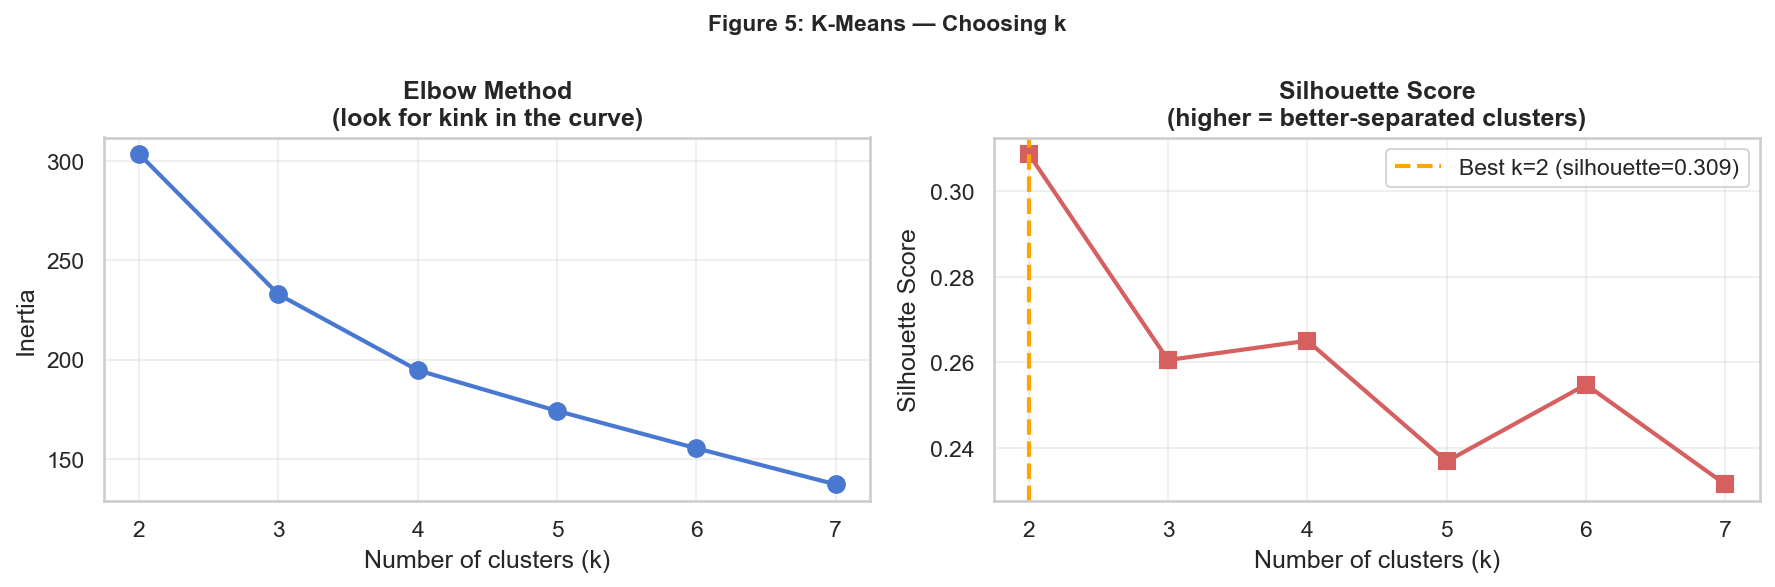 Figure 5: K-Means — Choosing k
Elbow Method
(look for kink in the curve)
300
250
200
150
Inertia
2 3 4 5 6 7
Number of clusters (k)
Silhouette Score
(higher = better-separated clusters)
Best k=2 (silhouette=0.309)
0.30
0.28
0.26
0.24
Silhouette Score
2 3 4 5 6 7
Number of clusters (k)